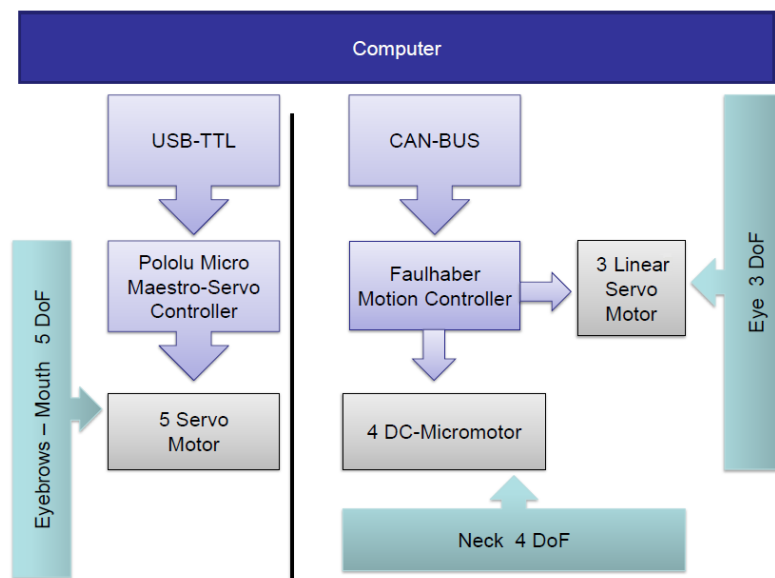 Computer
USB-TTL
CAN-BUS
Pololu Micro
Maestro-Servo
Controller
Faulhaber
Motion Controller
3 Linear
Servo
Motor
Eye 3 DoF
Eyebrows – Mouth 5 DoF
5 Servo
Motor
4 DC-Micromotor
Neck 4 DoF